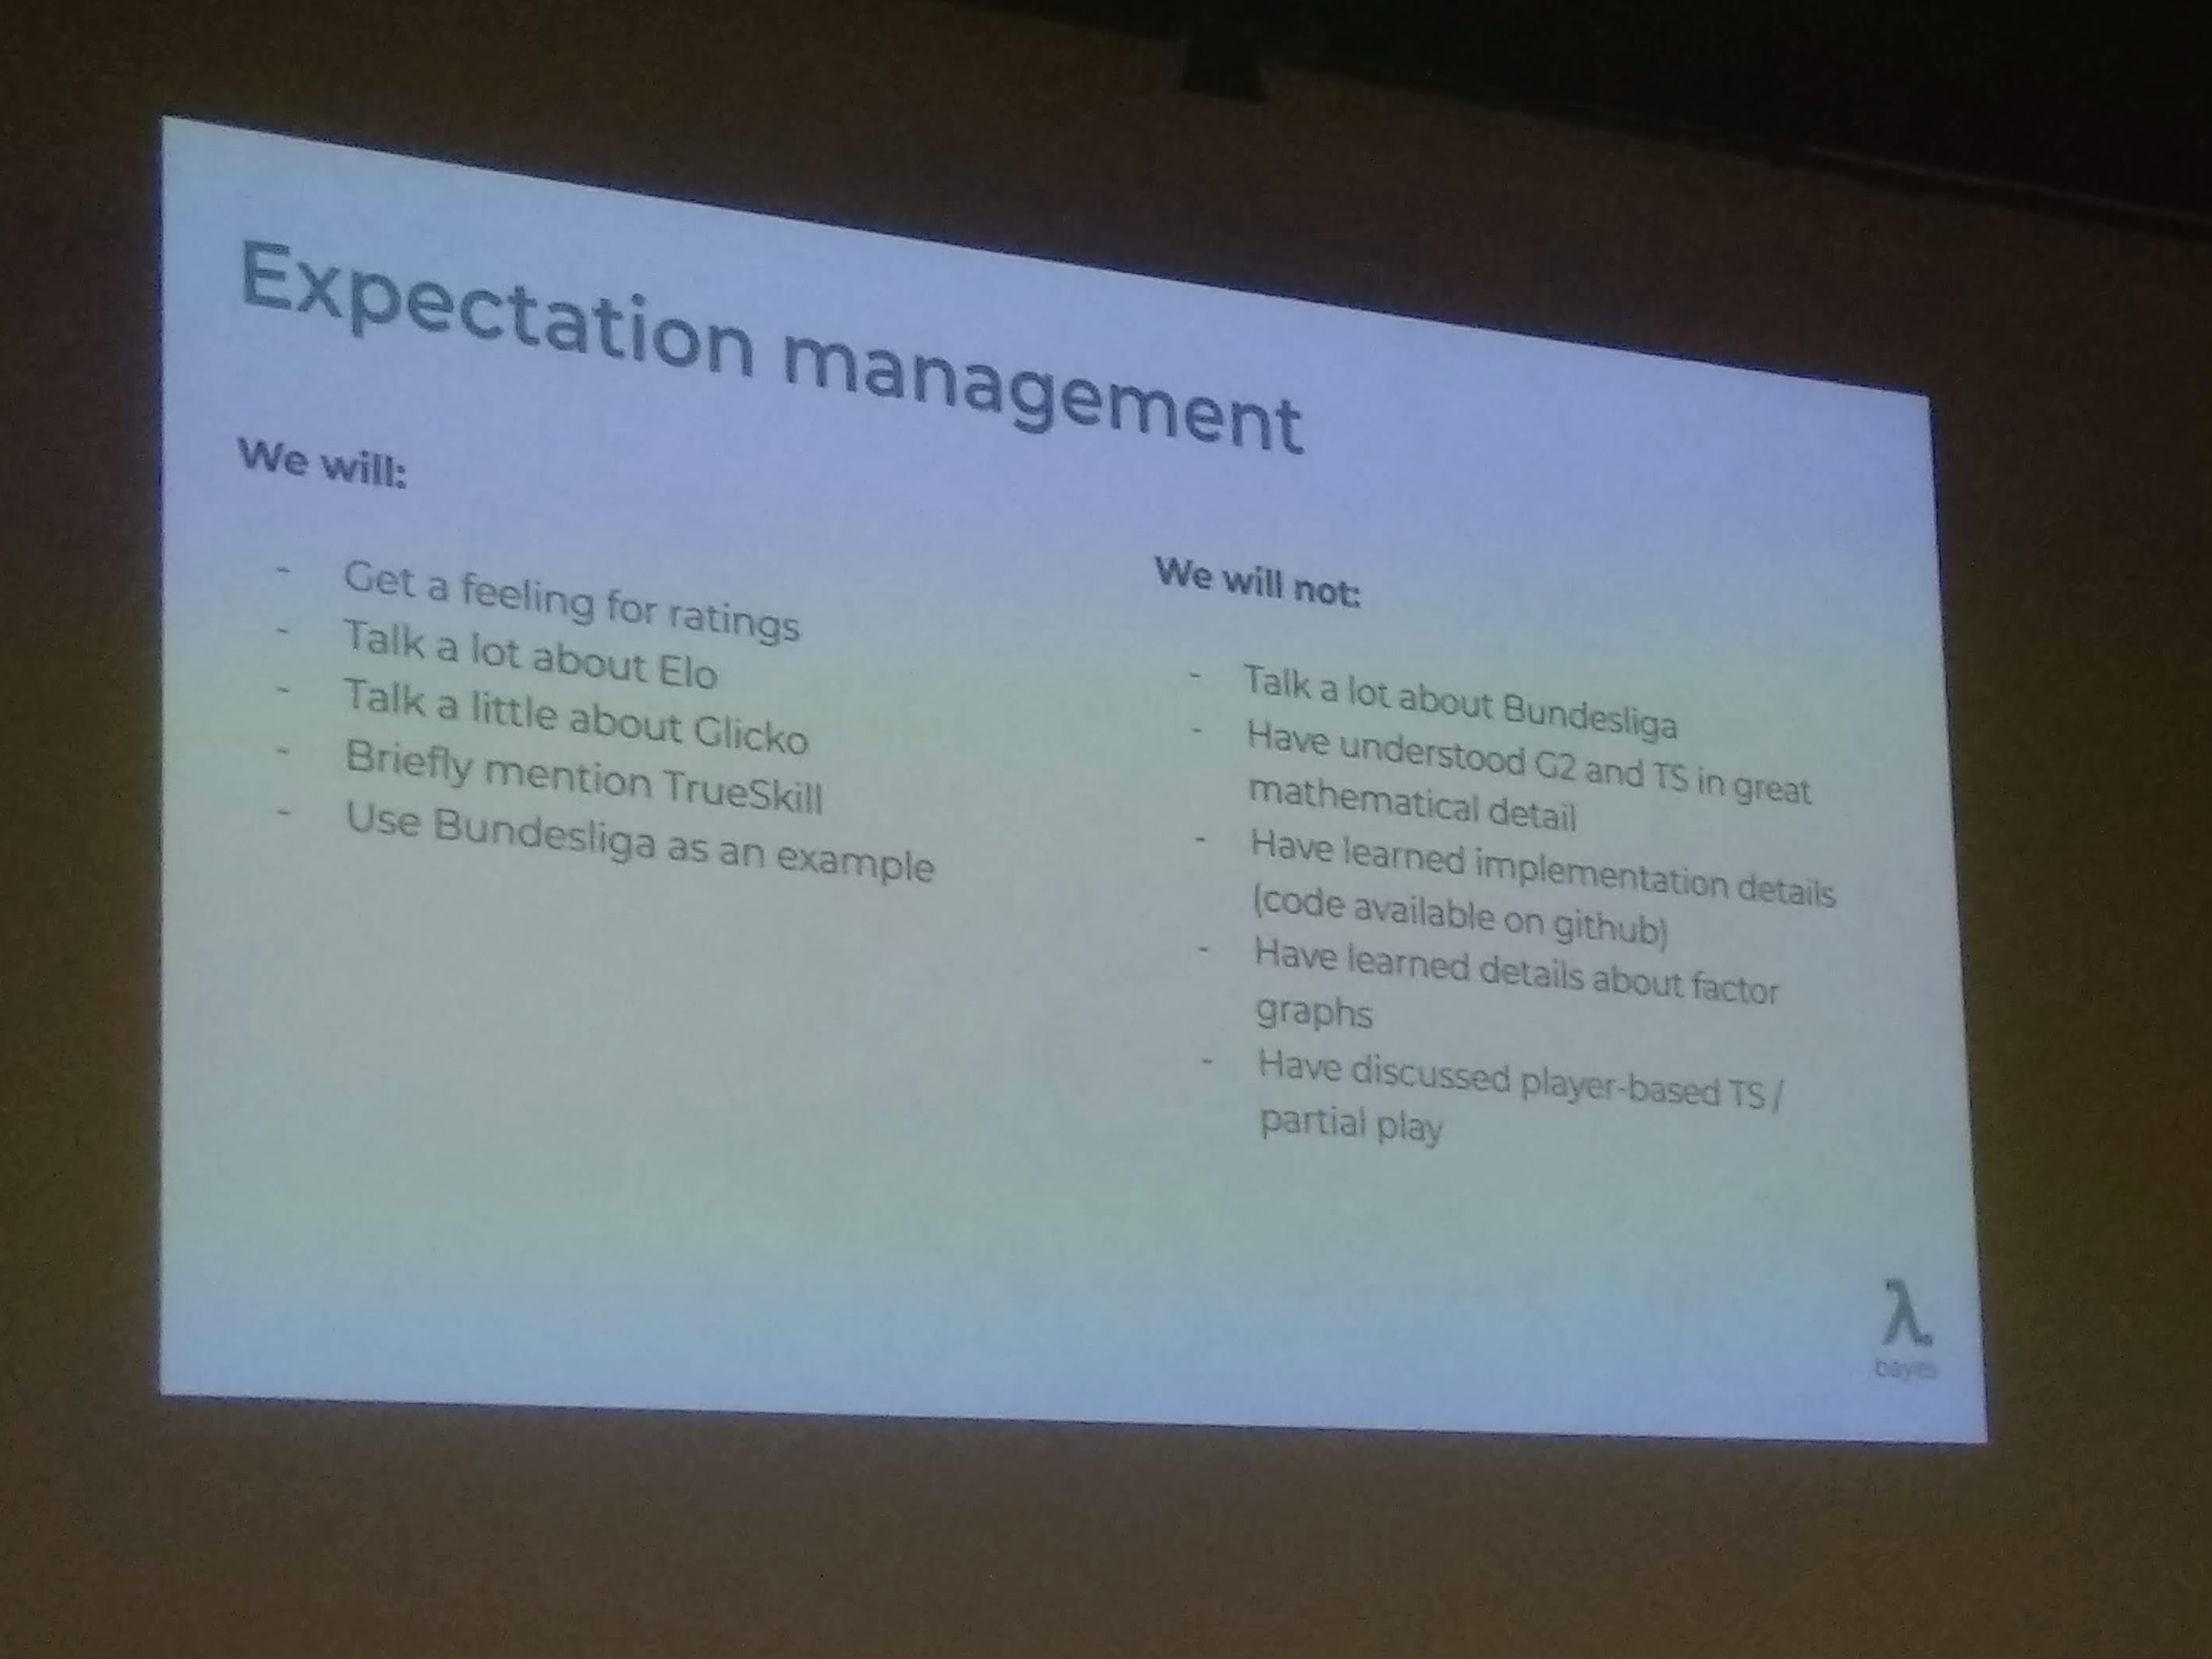 Expectation management
We will:
- Get a feeling for ratings
- Talk a lot about Elo
- Talk a little about Glicko
- Briefly mention TrueSkill
- Use Bundesliga as an example
We will not:
- Talk a lot about Bundesliga
- Have understood G2 and TS in great
mathematical detail
- Have learned implementation details
(code available on github)
- Have learned details about factor
graphs
- Have discussed player-based TS /
partial play
λ
bayes